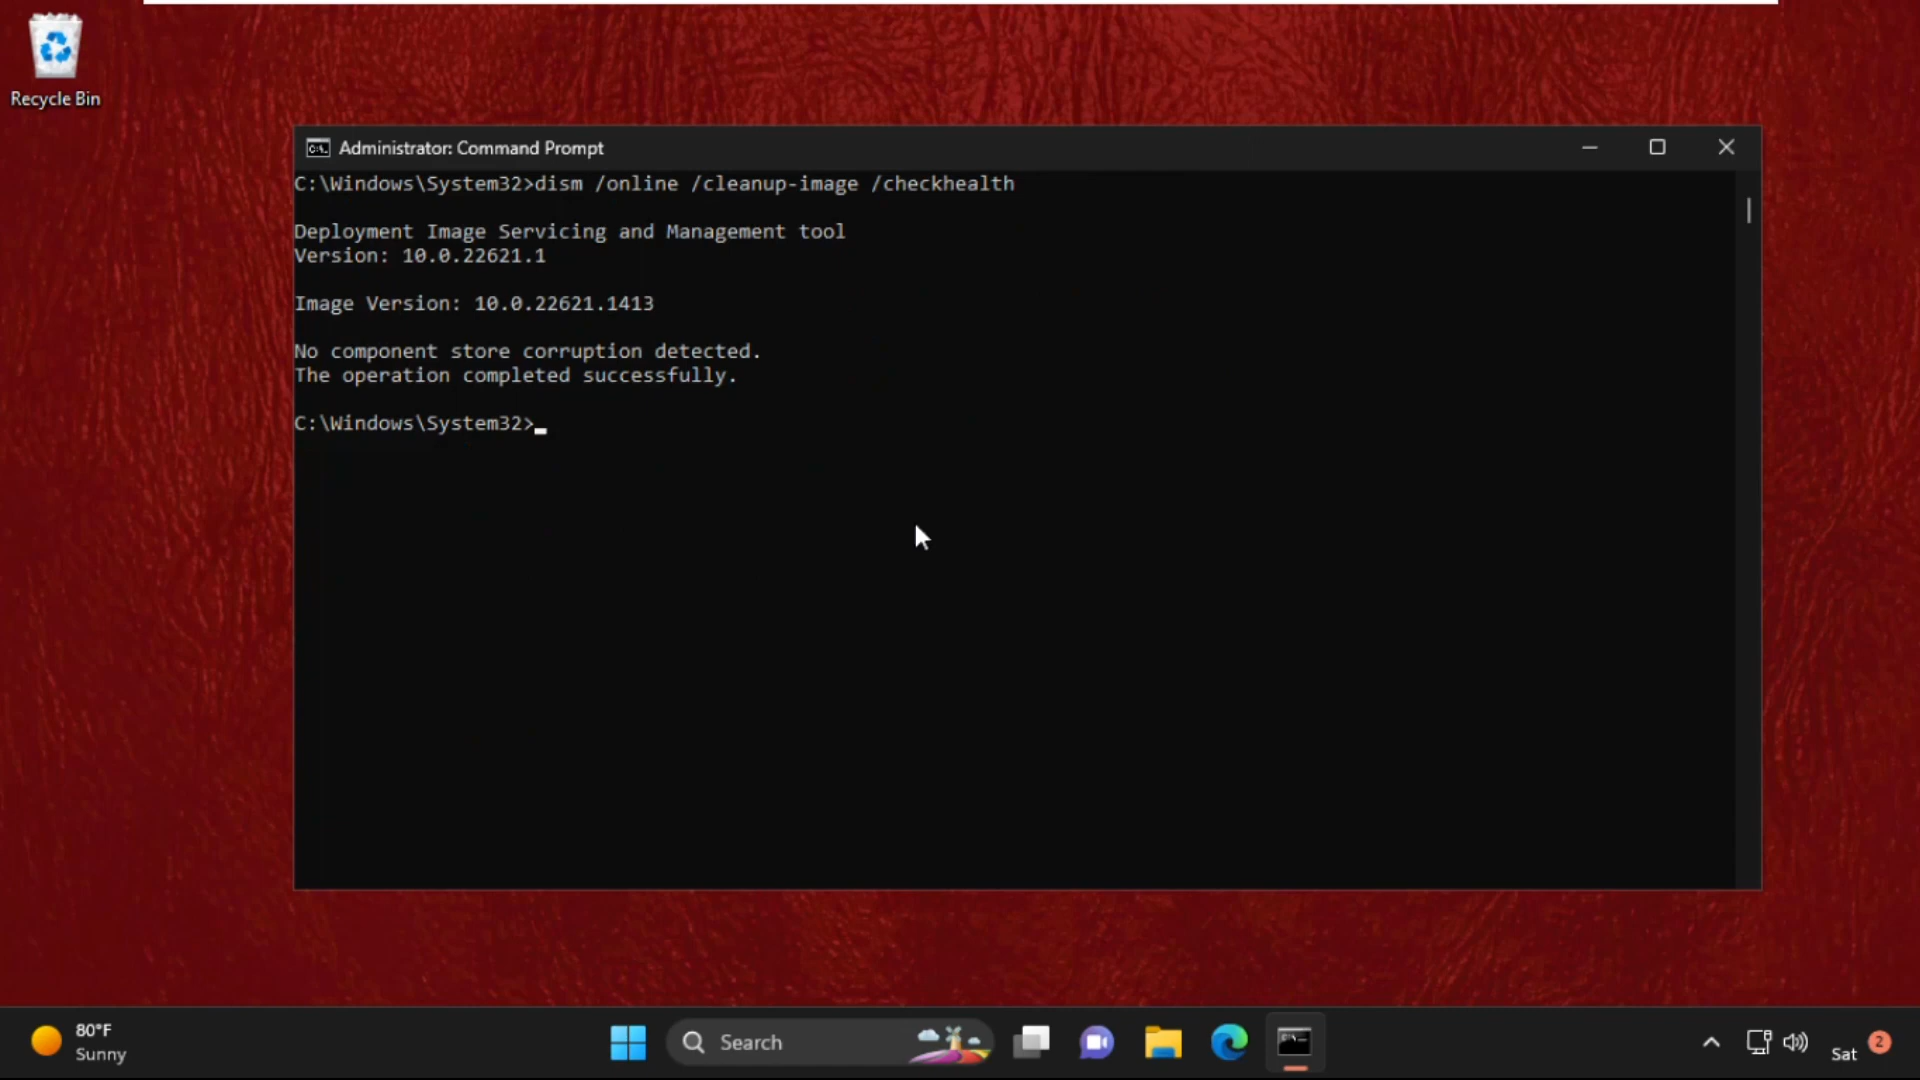 Recycle Bin
Administrator: Command Prompt
C:\Windows\System32>dism /online /cleanup-image /checkhealth
Deployment Image Servicing and Management tool
Version: 10.0.22621.1
Image Version: 10.0.22621.1413
No component store corruption detected.
The operation completed successfully.
C:\Windows\System32>
80°F
Sunny
Search
Sat
2